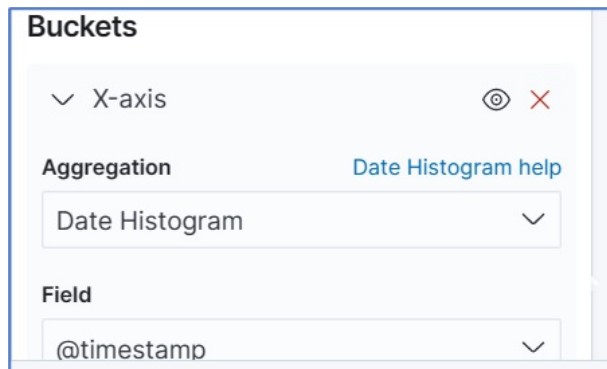 Buckets
X-axis
Aggregation Date Histogram help
Date Histogram
Field
@timestamp